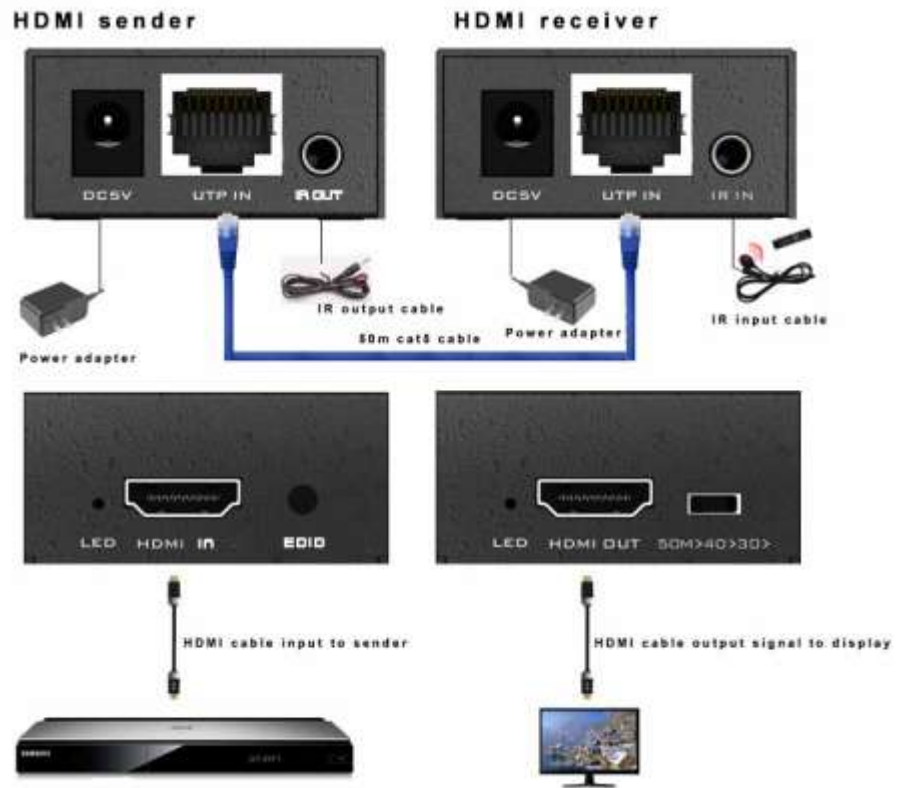 HDMI sender
HDMI receiver
DC5V
UTP IN
IR OUT
DC5V
UTP IN
IR IN
IR output cable
Power adapter
IR input cable
50m cat5 cable
Power adapter
LED
HDMI IN
EDID
LED
HDMI OUT
50M>40>30>
HDMI cable input to sender
HDMI cable output signal to display
SAMSUNG